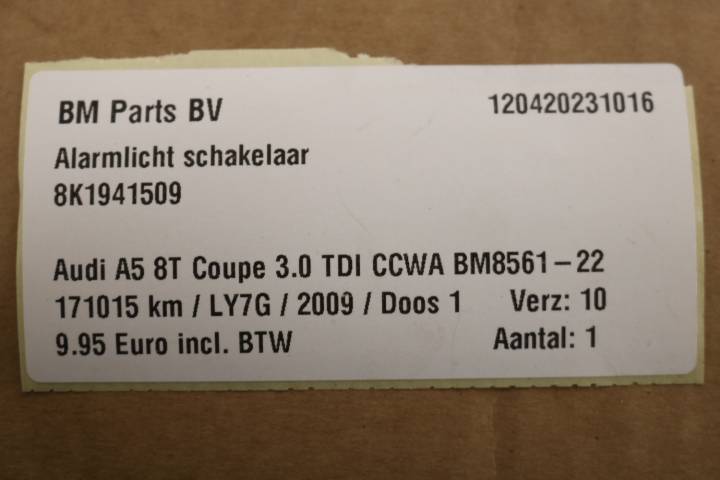 BM Parts BV 120420231016
Alarmlicht schakelaar
8K1941509
Audi A5 8T Coupe 3.0 TDI CCWA BM8561-22
171015 km / LY7G / 2009 / Doos 1 Verz: 10
9.95 Euro incl. BTW Aantal: 1